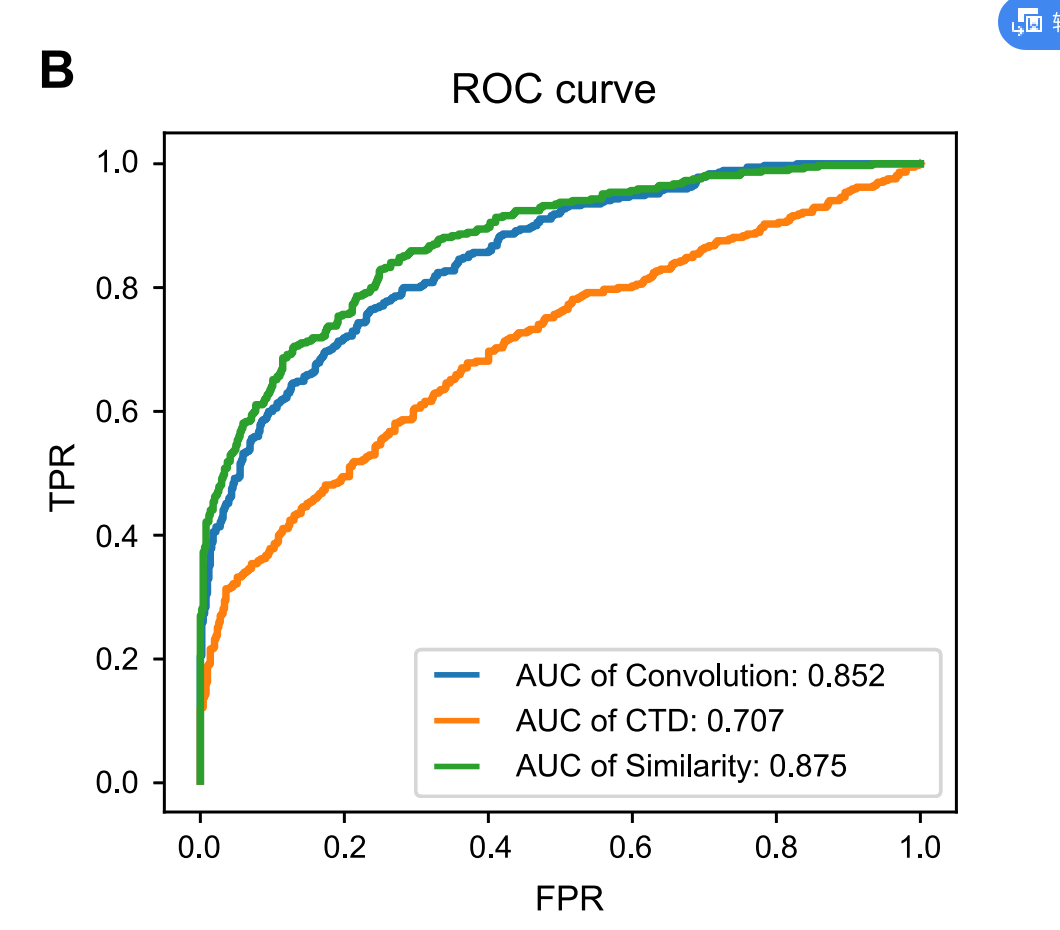 B
ROC curve
1.0
0.8
0.6
0.4
0.2
0.0
TPR
AUC of Convolution: 0.852
AUC of CTD: 0.707
AUC of Similarity: 0.875
0.0 0.2 0.4 0.6 0.8 1.0
FPR